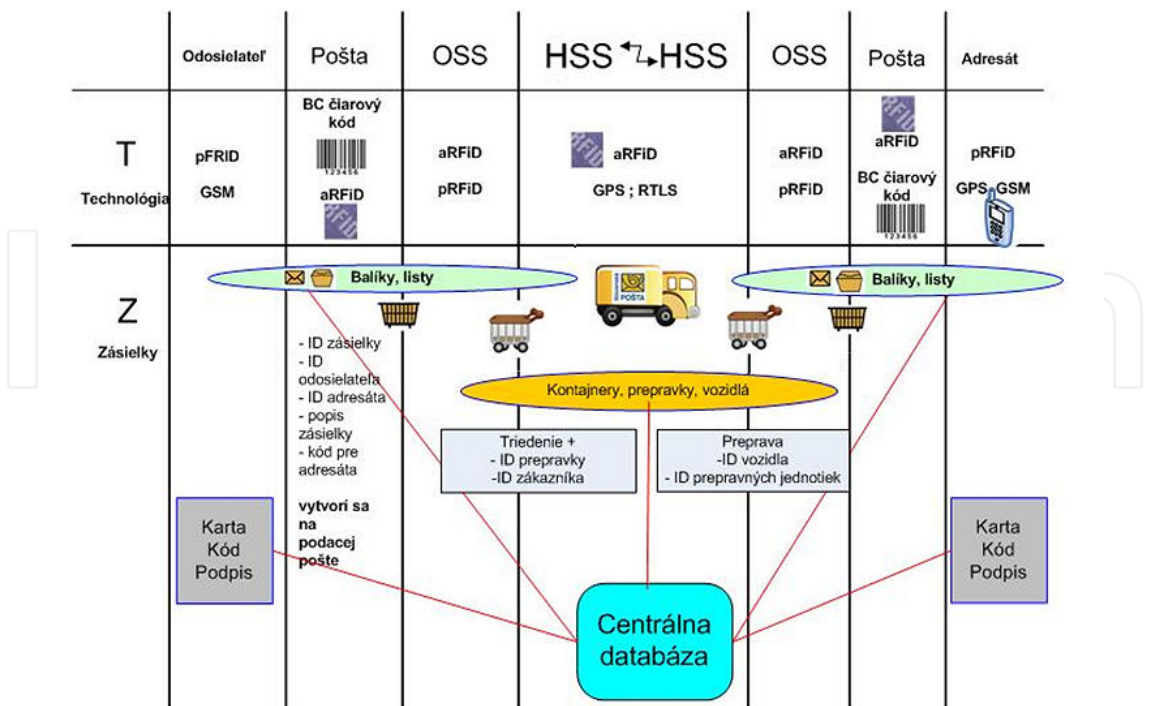 Odosielateľ
Pošta
OSS
HSS HSS
OSS
Pošta
Adresát
T
Technológia
pFRID
GSM
BC čiarový
kód
123456
aRFiD
RFID
aRFiD
pRFiD
RFID
aRFiD
GPS ; RTLS
aRFiD
pRFiD
RFID
aRFiD
BC čiarový
kód
123456
pRFiD
GPS GSM
Z
Zásielky
Balíky, listy
POŠTA
Balíky, listy
- ID zásielky
- ID
odosielateľa
- ID adresáta
- popis
zásielky
- kód pre
adresáta
vytvorí sa
na
podacej
pošte
Kontajnery, prepravky, vozidlá
Triedenie +
- ID prepravky
-ID zákazníka
Preprava
-ID vozidla
- ID prepravných jednotiek
Karta
Kód
Podpis
Karta
Kód
Podpis
Centrálna
databáza